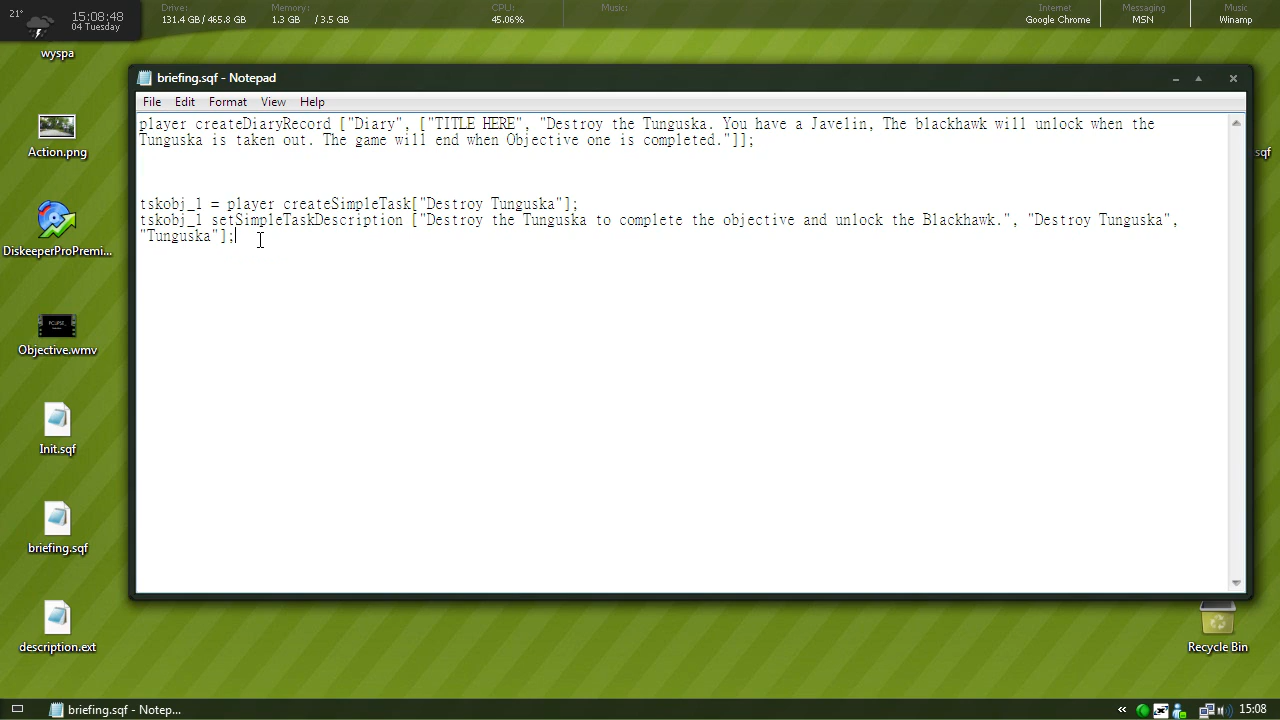 21°
15:08:48
04 Tuesday
Drive:
131.4 GB / 465.8 GB
Memory:
1.3 GB / 3.5 GB
CPU:
45.06%
Music:
Internet
Google Chrome
Messaging
MSN
Music
Winamp
wyspa
Action.png
DiskeeperProPremi...
Objective.wmv
Init.sqf
briefing.sqf
description.ext
briefing.sqf - Notepad
File Edit Format View Help
player createDiaryRecord ["Diary", ["TITLE HERE", "Destroy the Tunguska. You have a Javelin, The blackhawk will unlock when the
Tunguska is taken out. The game will end when Objective one is completed."]];
tskobj_1 = player createSimpleTask["Destroy Tunguska"];
tskobj_1 setSimpleTaskDescription ["Destroy the Tunguska to complete the objective and unlock the Blackhawk.", "Destroy Tunguska",
"Tunguska"];
sqf
Recycle Bin
briefing.sqf - Notep...
15:08